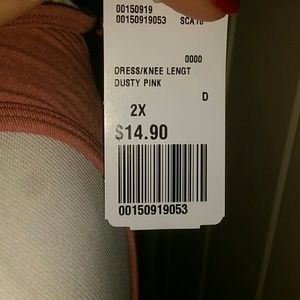 00150919
00150919053 SCA10
0000
DRESS/KNEE LENGT
DUSTY PINK
D
2X
$14.90
00150919053